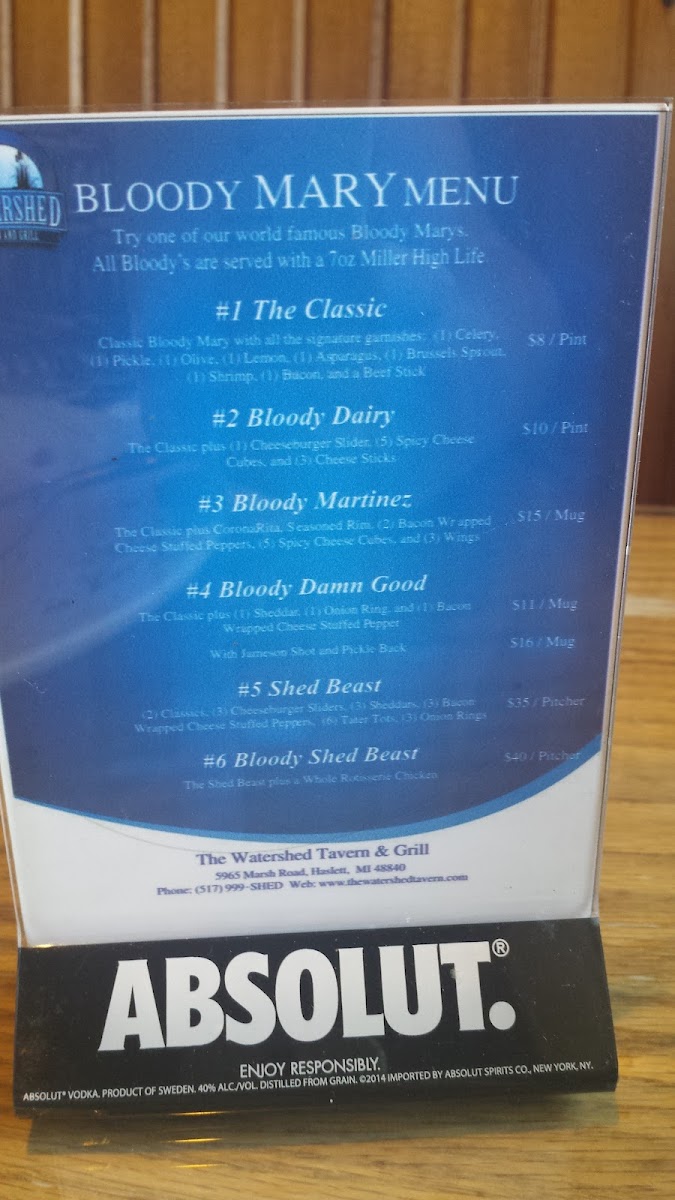 ERSHED
AND GRILL
BLOODY MARY MENU
Try one of our world famous Bloody Marys.
All Bloody's are served with a 7oz Miller High Life
#1 The Classic
Classic Bloody Mary with all the signature garnishes: (1) Celery,
(1) Pickle, (1) Olive, (1) Lemon, (1) Asparagus, (1) Brussels Sprout,
(1) Shrimp, (1) Bacon, and a Beef Stick
$8 / Pint
#2 Bloody Dairy
The Classic plus (1) Cheeseburger Slider, (5) Spicy Cheese
Cubes, and (3) Cheese Sticks
$10 / Pint
#3 Bloody Martinez
The Classic plus CoronaRita, Seasoned Rim, (2) Bacon Wrapped
Cheese Stuffed Peppers, (5) Spicy Cheese Cubes, and (3) Wings
$15 / Mug
#4 Bloody Damn Good
The Classic plus (1) Sheddar, (1) Onion Ring, and (1) Bacon
Wrapped Cheese Stuffed Pepper
$11 / Mug
With Jameson Shot and Pickle Back
$16 / Mug
#5 Shed Beast
(2) Classics, (3) Cheeseburger Sliders, (3) Sheddars, (3) Bacon
Wrapped Cheese Stuffed Peppers, (6) Tater Tots, (3) Onion Rings
$35 / Pitcher
#6 Bloody Shed Beast
The Shed Beast plus a Whole Rotisserie Chicken
$40 / Pitcher
The Watershed Tavern & Grill
5965 Marsh Road, Haslett, MI 48840
Phone: (517) 999-SHED Web: www.thewatershedtavern.com
ABSOLUT.®
ENJOY RESPONSIBLY.
ABSOLUT® VODKA. PRODUCT OF SWEDEN. 40% ALC./VOL. DISTILLED FROM GRAIN. ©2014 IMPORTED BY ABSOLUT SPIRITS CO., NEW YORK, NY.